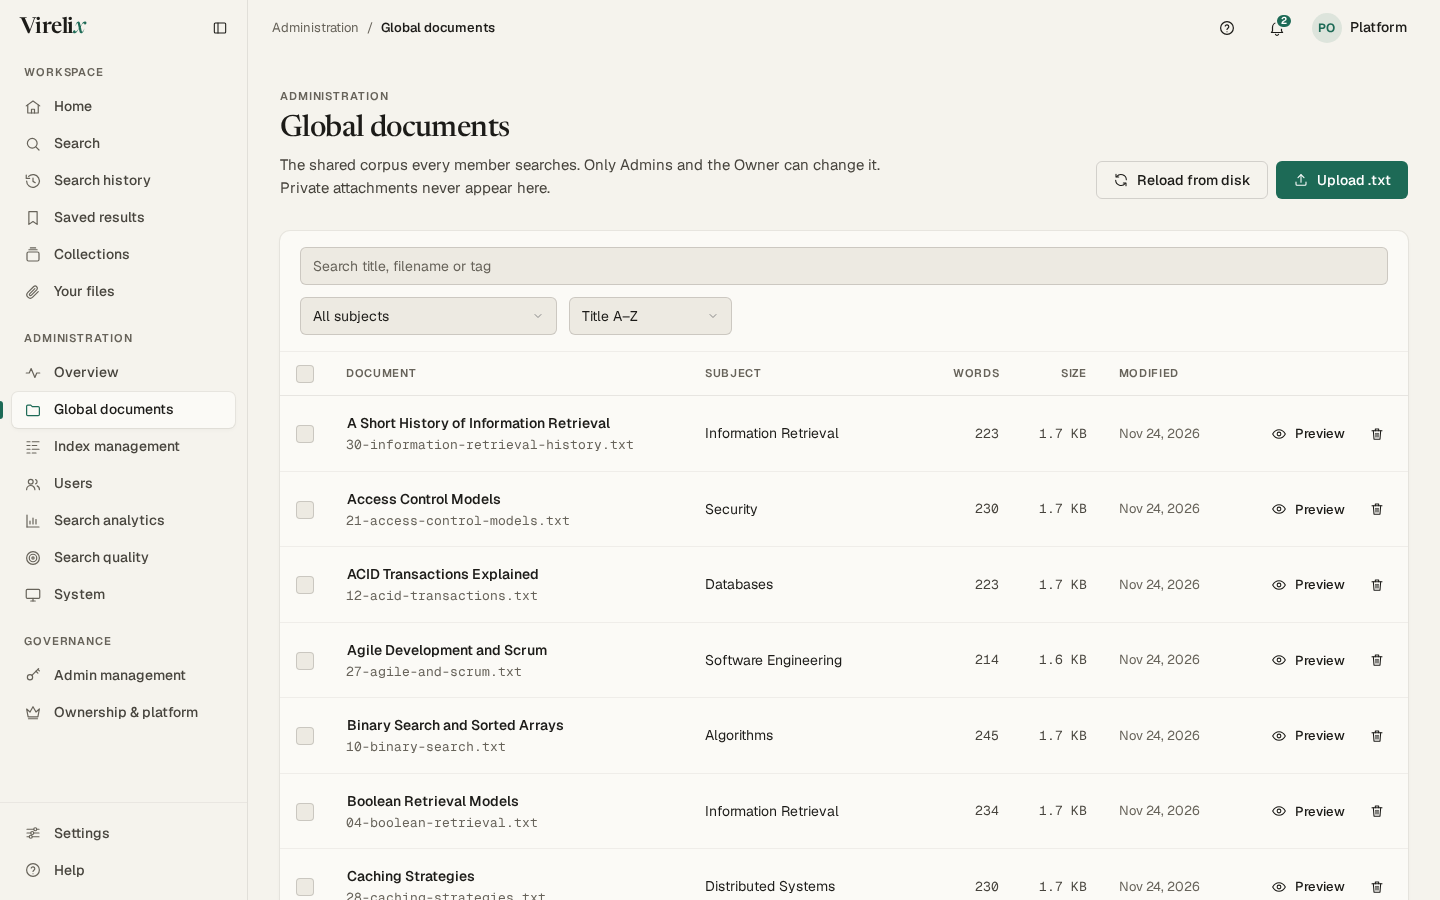 Virelix
WORKSPACE
Home
Search
Search history
Saved results
Collections
Your files
ADMINISTRATION
Overview
Global documents
Index management
Users
Search analytics
Search quality
System
GOVERNANCE
Admin management
Ownership & platform
Settings
Help
Administration / Global documents
2
PO Platform
ADMINISTRATION
Global documents
The shared corpus every member searches. Only Admins and the Owner can change it.
Private attachments never appear here.
Reload from disk
Upload .txt
Search title, filename or tag
All subjects
Title A–Z
DOCUMENT SUBJECT WORDS SIZE MODIFIED
A Short History of Information Retrieval
30-information-retrieval-history.txt
Information Retrieval 223 1.7 KB Nov 24, 2026 Preview
Access Control Models
21-access-control-models.txt
Security 230 1.7 KB Nov 24, 2026 Preview
ACID Transactions Explained
12-acid-transactions.txt
Databases 223 1.7 KB Nov 24, 2026 Preview
Agile Development and Scrum
27-agile-and-scrum.txt
Software Engineering 214 1.6 KB Nov 24, 2026 Preview
Binary Search and Sorted Arrays
10-binary-search.txt
Algorithms 245 1.7 KB Nov 24, 2026 Preview
Boolean Retrieval Models
04-boolean-retrieval.txt
Information Retrieval 234 1.7 KB Nov 24, 2026 Preview
Caching Strategies
28-caching-strategies.txt
Distributed Systems 230 1.7 KB Nov 24, 2026 Preview